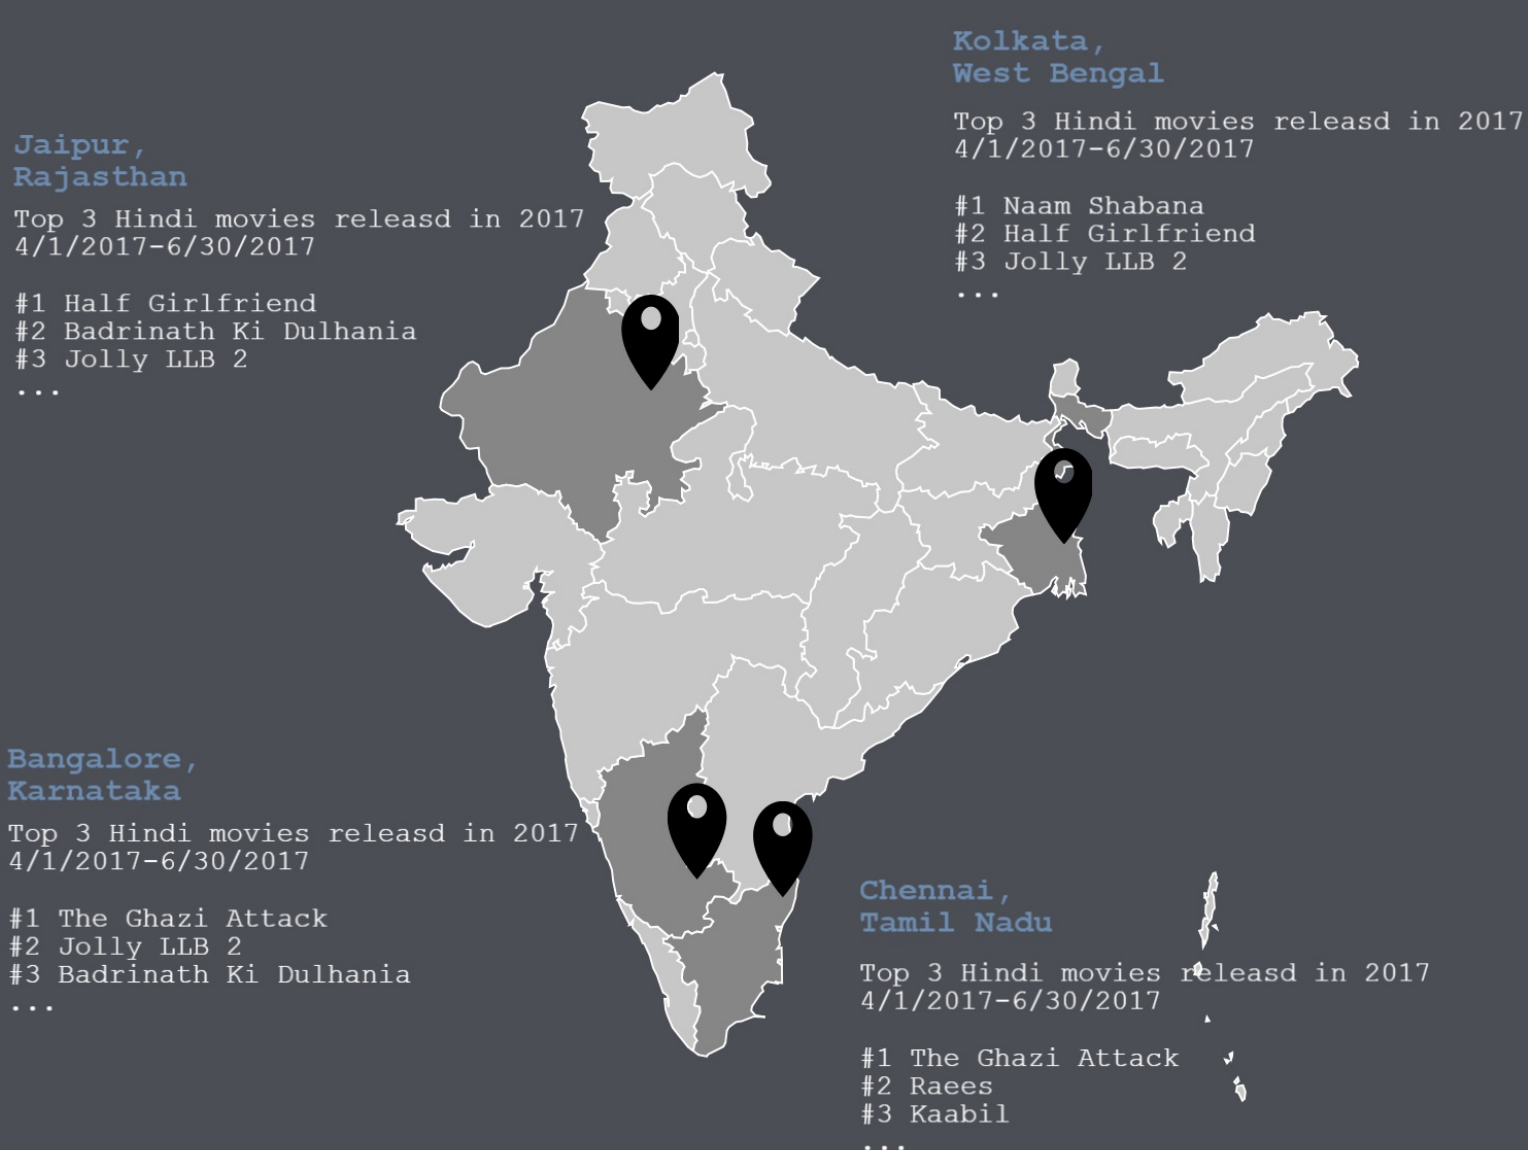 Kolkata,
West Bengal
Top 3 Hindi movies releasd in 2017
4/1/2017-6/30/2017
#1 Naam Shabana
#2 Half Girlfriend
#3 Jolly LLB 2
...
Jaipur,
Rajasthan
Top 3 Hindi movies releasd in 2017
4/1/2017-6/30/2017
#1 Half Girlfriend
#2 Badrinath Ki Dulhania
#3 Jolly LLB 2
...
Bangalore,
Karnataka
Top 3 Hindi movies releasd in 2017
4/1/2017-6/30/2017
#1 The Ghazi Attack
#2 Jolly LLB 2
#3 Badrinath Ki Dulhania
...
Chennai,
Tamil Nadu
Top 3 Hindi movies releasd in 2017
4/1/2017-6/30/2017
#1 The Ghazi Attack
#2 Raees
#3 Kaabil
...